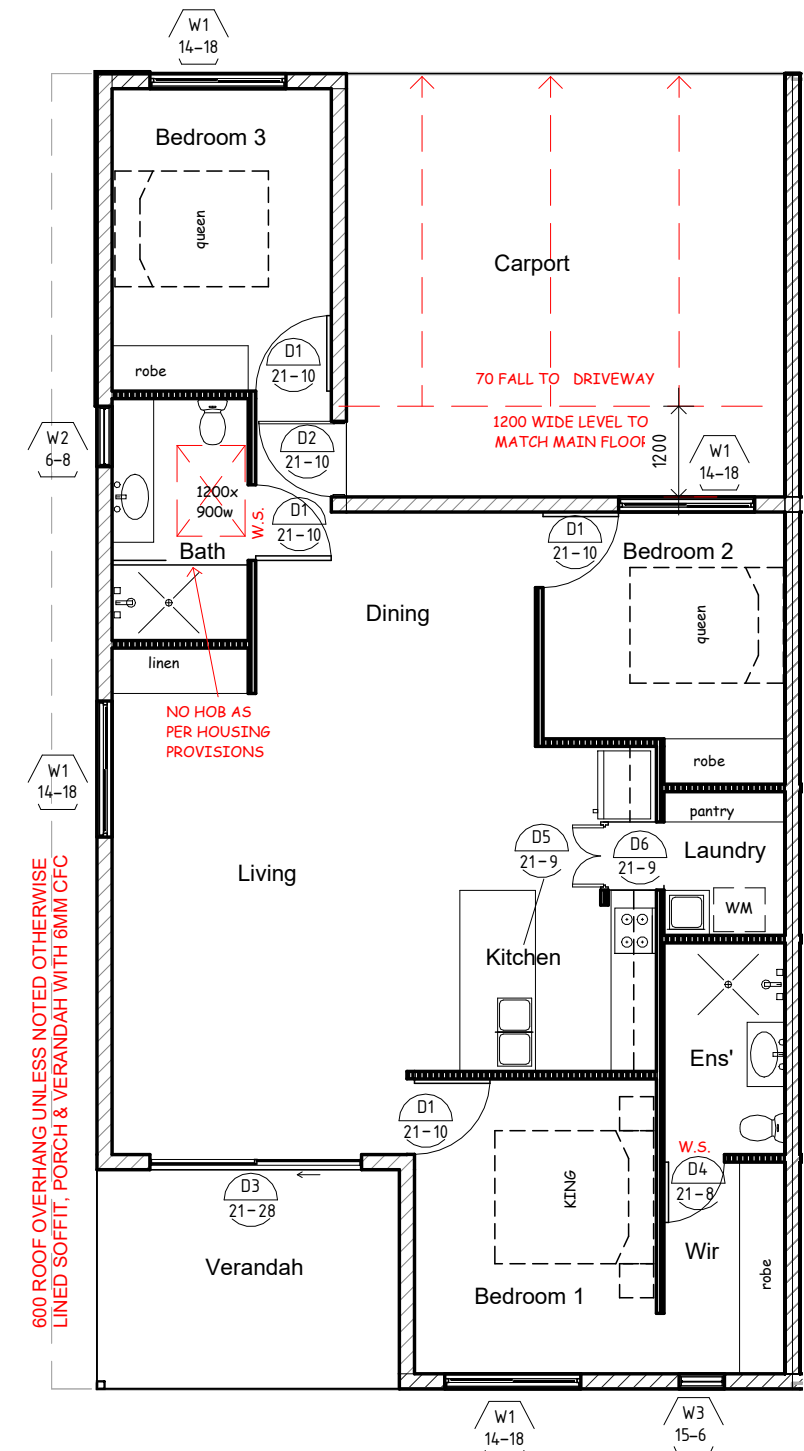 W1
14-18
Bedroom 3
queen
Carport
robe
D1
21-10
70 FALL TO DRIVEWAY
1200 WIDE LEVEL TO
MATCH MAIN FLOOR
1200
W2
6-8
D2
21-10
W1
14-18
1200x
900w
W.S.
D1
21-10
Bath
D1
21-10
Bedroom 2
queen
Dining
linen
NO HOB AS
PER HOUSING
PROVISIONS
robe
W1
14-18
pantry
D5
21-9
D6
21-9
Laundry
Living
WM
Kitchen
600 ROOF OVERHANG UNLESS NOTED OTHERWISE
LINED SOFFIT, PORCH & VERANDAH WITH 6MM CFC
Ens'
D1
21-10
W.S.
D4
21-8
D3
21-28
KING
Verandah
Wir
robe
Bedroom 1
W1
14-18
W3
15-6